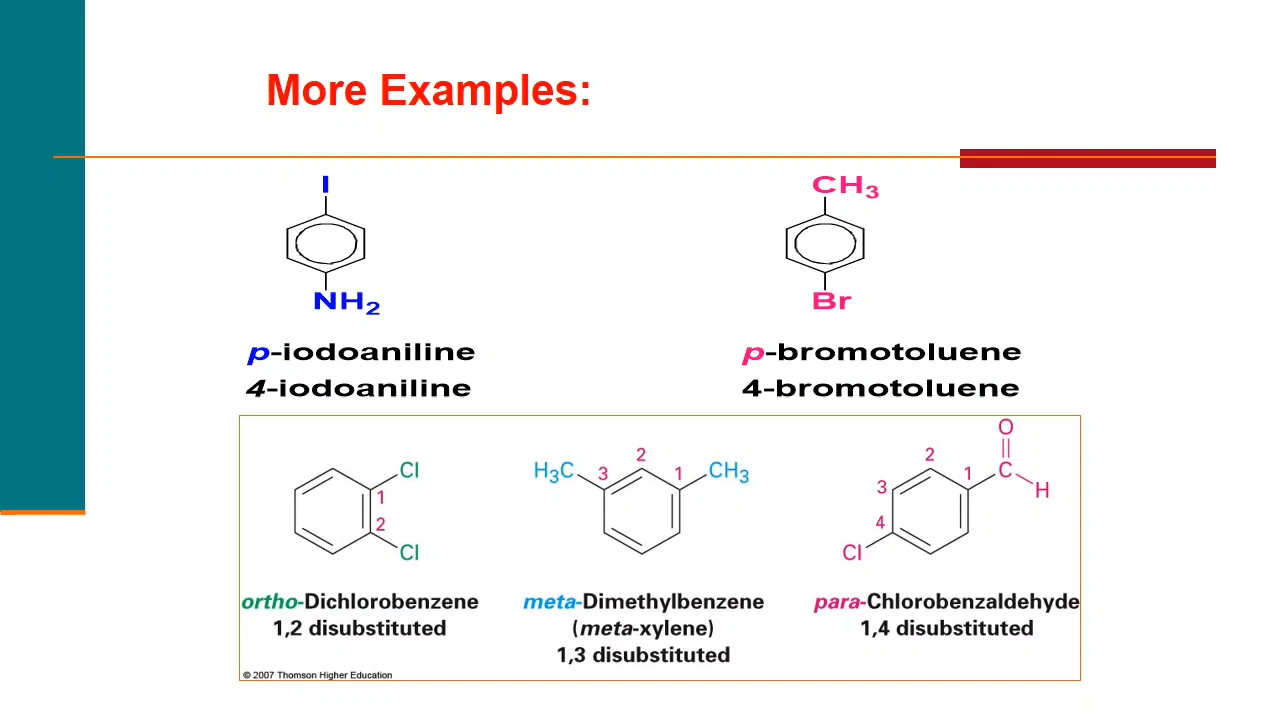 More Examples:
I
NH₂
p-iodoaniline
4-iodoaniline
CH₃
Br
p-bromotoluene
4-bromotoluene
Cl
1
2
Cl
ortho-Dichlorobenzene
1,2 disubstituted
H₃C
3
2
1
CH₃
meta-Dimethylbenzene
(meta-xylene)
1,3 disubstituted
O
C
H
1
2
3
4
Cl
para-Chlorobenzaldehyde
1,4 disubstituted
© 2007 Thomson Higher Education